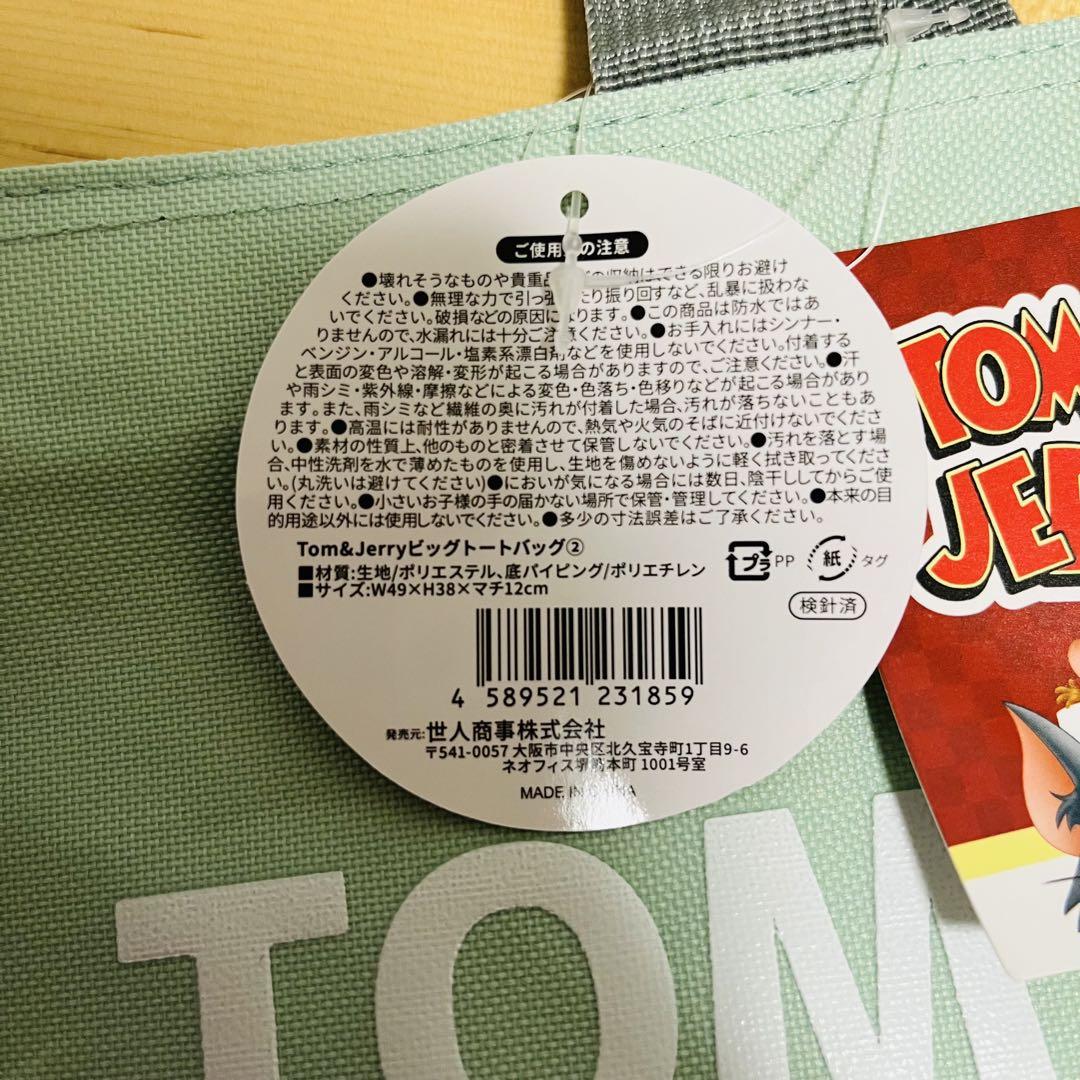 ご使用の注意
●壊れそうなものや貴重品の収納は、できる限りお避け
ください。●無理な力で引っ張たり振り回すなど、乱暴に扱わな
いでください。破損などの原因になります。●この商品は防水ではあ
りませんので、水漏れには十分ご注意ください。●お手入れにはシンナー・
ベンジン・アルコール・塩素系漂白剤などを使用しないでください。付着する
と表面の変色や溶解・変形が起こる場合がありますので、ご注意ください。●汗
や雨シミ・紫外線・摩擦などによる変色・色落ち・色移りなどが起こる場合があり
ます。また、雨シミなど繊維の奥に汚れが付着した場合、汚れが落ちないこともあ
ります。●高温には耐性がありませんので、熱気や火気のそばに近付けないでくださ
い。●素材の性質上、他のものと密着させて保管しないでください。●汚れを落とす場
合、中性洗剤を水で薄めたものを使用し、生地を傷めないように軽く拭き取ってくださ
い。(丸洗いは避けてください)●においが気になる場合には数日、陰干ししてからご使
用ください。●小さいお子様の手の届かない場所で保管・管理してください。●本来の目
的用途以外には使用しないでください。●多少の寸法誤差はご了承ください。
Tom&Jerryビッグトートバッグ②
■材質:生地/ポリエステル、底パイピング/ポリエチレン
■サイズ:W49×H38×マチ12cm
プラ PP 紙 タグ
検針済
4 589521 231859
発売元:世人商事株式会社
〒541-0057 大阪市中央区北久宝寺町1丁目9-6
ネオフィス堺筋本町 1001号室
MADE IN CHINA
TOM
JE
TOM